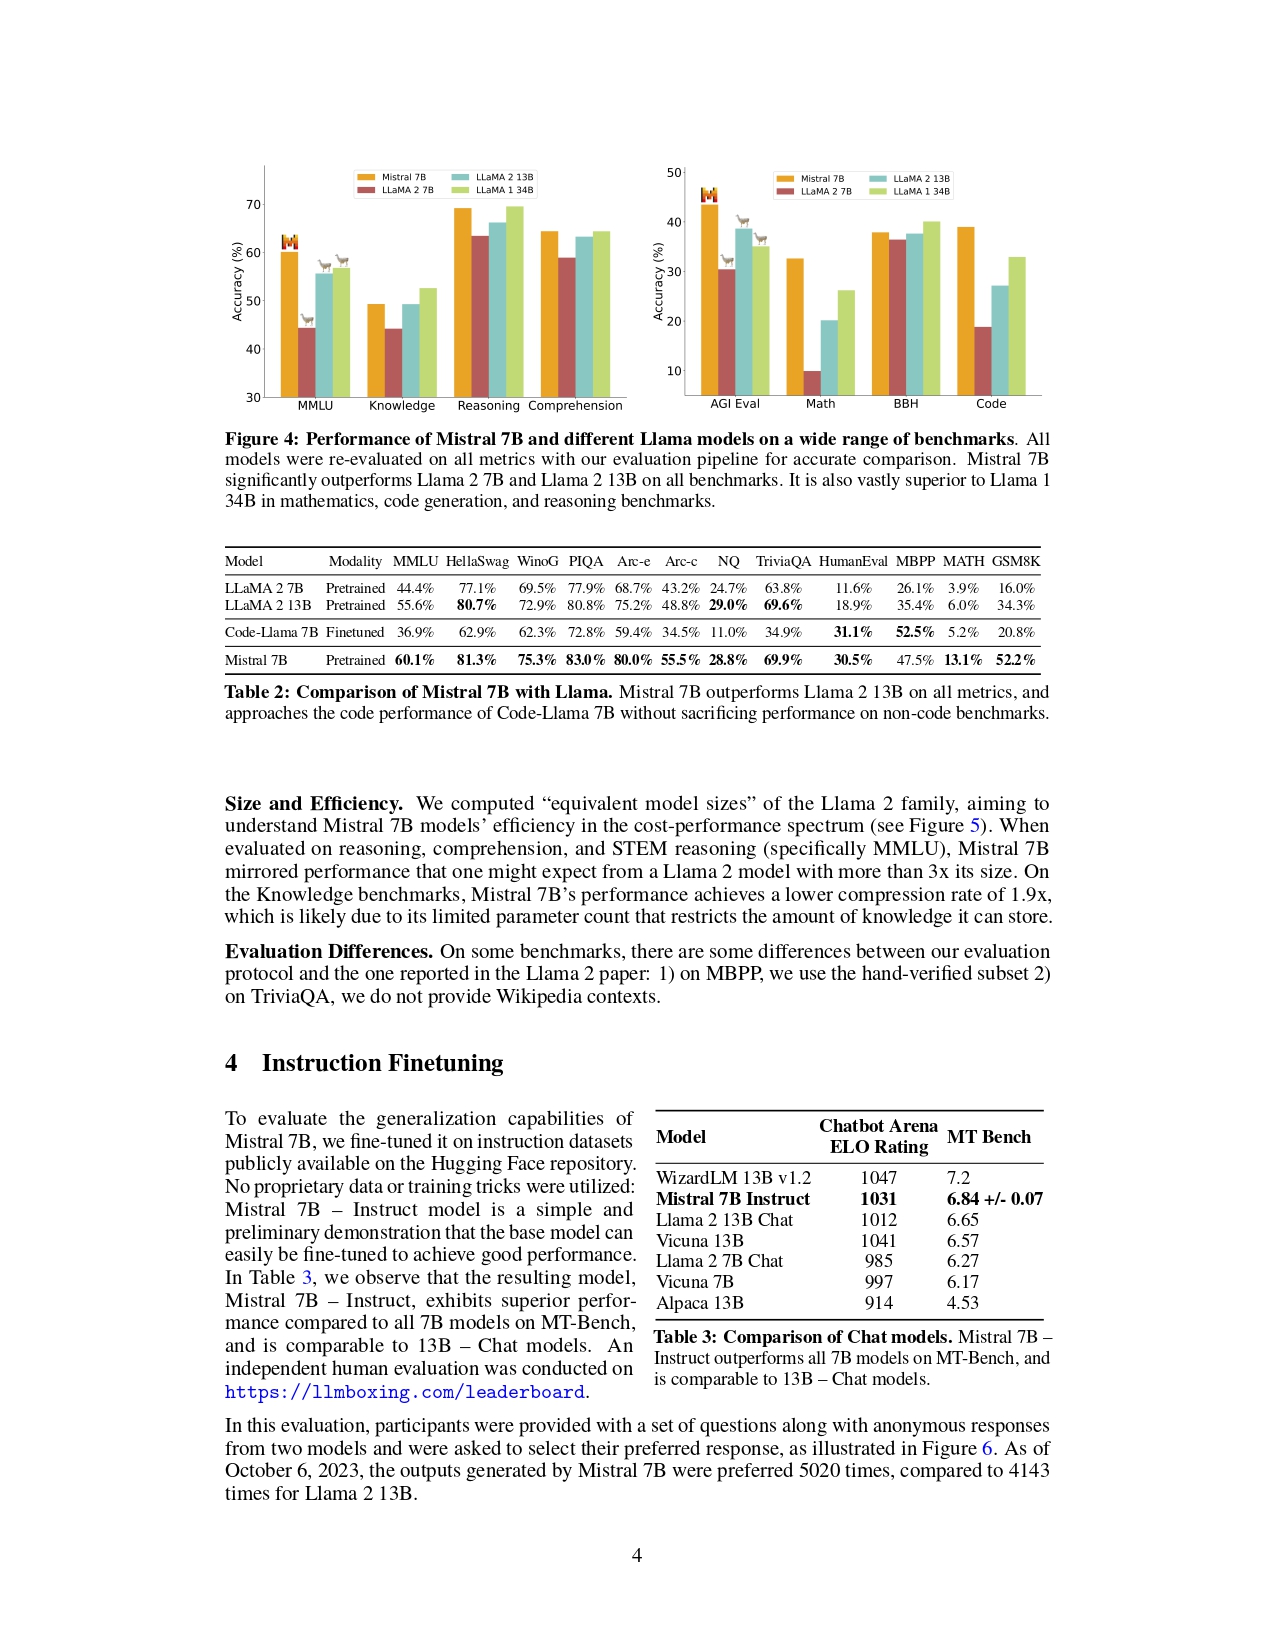 Mistral 7B
LLaMA 2 7B
LLaMA 2 13B
LLaMA 1 34B
Accuracy (%)
70
60
50
40
30
MMLU Knowledge Reasoning Comprehension
Mistral 7B
LLaMA 2 7B
LLaMA 2 13B
LLaMA 1 34B
Accuracy (%)
50
40
30
20
10
AGI Eval Math BBH Code
Figure 4: Performance of Mistral 7B and different Llama models on a wide range of benchmarks. All
models were re-evaluated on all metrics with our evaluation pipeline for accurate comparison. Mistral 7B
significantly outperforms Llama 2 7B and Llama 2 13B on all benchmarks. It is also vastly superior to Llama 1
34B in mathematics, code generation, and reasoning benchmarks.
Model Modality MMLU HellaSwag WinoG PIQA Arc-e Arc-c NQ TriviaQA HumanEval MBPP MATH GSM8K
LLaMA 2 7B Pretrained 44.4% 77.1% 69.5% 77.9% 68.7% 43.2% 24.7% 63.8% 11.6% 26.1% 3.9% 16.0%
LLaMA 2 13B Pretrained 55.6% 80.7% 72.9% 80.8% 75.2% 48.8% 29.0% 69.6% 18.9% 35.4% 6.0% 34.3%
Code-Llama 7B Finetuned 36.9% 62.9% 62.3% 72.8% 59.4% 34.5% 11.0% 34.9% 31.1% 52.5% 5.2% 20.8%
Mistral 7B Pretrained 60.1% 81.3% 75.3% 83.0% 80.0% 55.5% 28.8% 69.9% 30.5% 47.5% 13.1% 52.2%
Table 2: Comparison of Mistral 7B with Llama. Mistral 7B outperforms Llama 2 13B on all metrics, and
approaches the code performance of Code-Llama 7B without sacrificing performance on non-code benchmarks.
Size and Efficiency. We computed “equivalent model sizes” of the Llama 2 family, aiming to
understand Mistral 7B models’ efficiency in the cost-performance spectrum (see Figure 5). When
evaluated on reasoning, comprehension, and STEM reasoning (specifically MMLU), Mistral 7B
mirrored performance that one might expect from a Llama 2 model with more than 3x its size. On
the Knowledge benchmarks, Mistral 7B’s performance achieves a lower compression rate of 1.9x,
which is likely due to its limited parameter count that restricts the amount of knowledge it can store.
Evaluation Differences. On some benchmarks, there are some differences between our evaluation
protocol and the one reported in the Llama 2 paper: 1) on MBPP, we use the hand-verified subset 2)
on TriviaQA, we do not provide Wikipedia contexts.
4 Instruction Finetuning
To evaluate the generalization capabilities of
Mistral 7B, we fine-tuned it on instruction datasets
publicly available on the Hugging Face repository.
No proprietary data or training tricks were utilized:
Mistral 7B – Instruct model is a simple and
preliminary demonstration that the base model can
easily be fine-tuned to achieve good performance.
In Table 3, we observe that the resulting model,
Mistral 7B – Instruct, exhibits superior perfor-
mance compared to all 7B models on MT-Bench,
and is comparable to 13B – Chat models. An
independent human evaluation was conducted on
https://llmboxing.com/leaderboard.
Model Chatbot Arena ELO Rating MT Bench
WizardLM 13B v1.2 1047 7.2
Mistral 7B Instruct 1031 6.84 +/- 0.07
Llama 2 13B Chat 1012 6.65
Vicuna 13B 1041 6.57
Llama 2 7B Chat 985 6.27
Vicuna 7B 997 6.17
Alpaca 13B 914 4.53
Table 3: Comparison of Chat models. Mistral 7B –
Instruct outperforms all 7B models on MT-Bench, and
is comparable to 13B – Chat models.
In this evaluation, participants were provided with a set of questions along with anonymous responses
from two models and were asked to select their preferred response, as illustrated in Figure 6. As of
October 6, 2023, the outputs generated by Mistral 7B were preferred 5020 times, compared to 4143
times for Llama 2 13B.
4